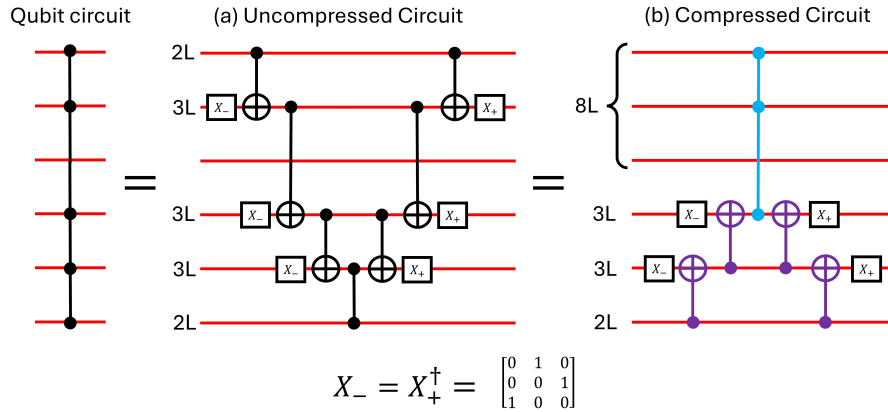 Qubit circuit
(a) Uncompressed Circuit
(b) Compressed Circuit
2L
3L
X₋
X₊
3L
X₋
X₊
3L
X₋
X₊
2L
=
=
8L
3L
X₋
X₊
3L
X₋
X₊
2L
X₋ = X₊† =
[0 1 0
0 0 1
1 0 0]